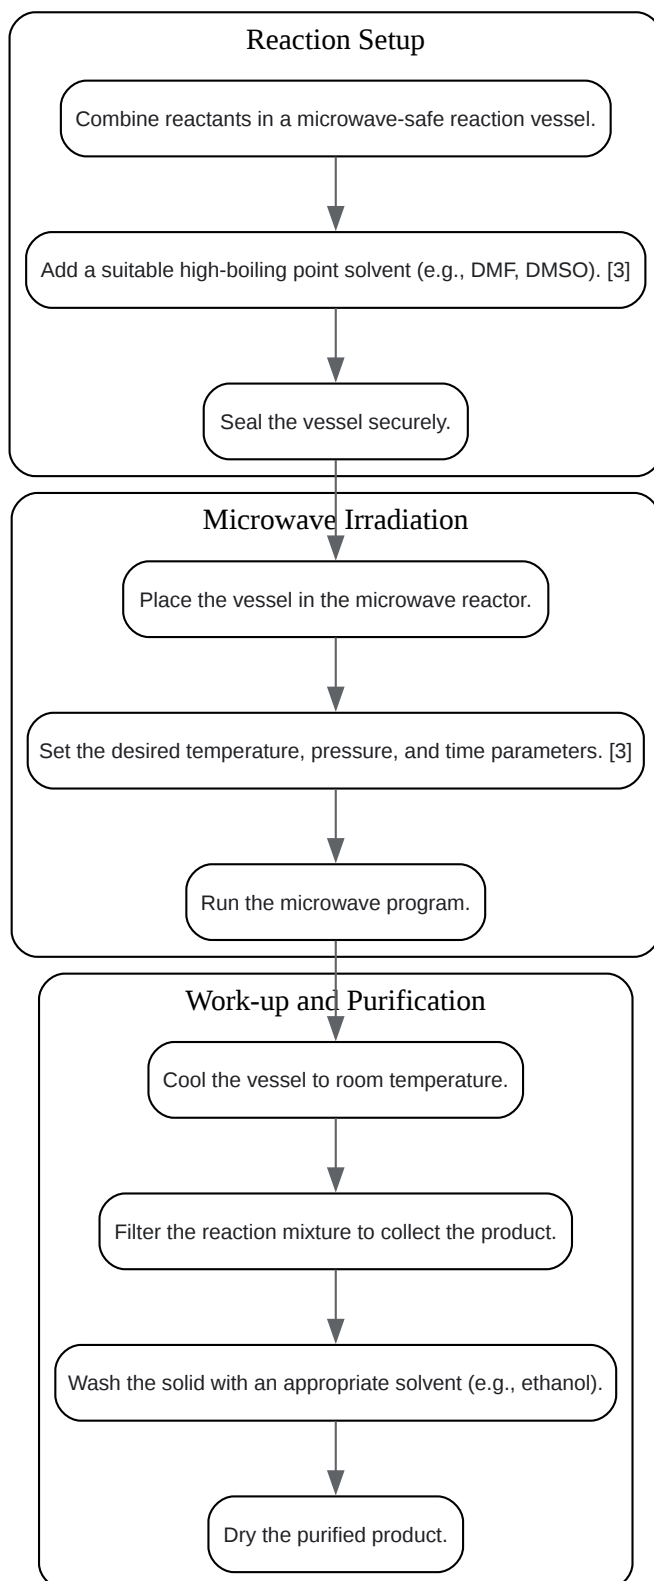 Reaction Setup
Combine reactants in a microwave-safe reaction vessel.
Add a suitable high-boiling point solvent (e.g., DMF, DMSO). [3]
Seal the vessel securely.
Microwave Irradiation
Place the vessel in the microwave reactor.
Set the desired temperature, pressure, and time parameters. [3]
Run the microwave program.
Work-up and Purification
Cool the vessel to room temperature.
Filter the reaction mixture to collect the product.
Wash the solid with an appropriate solvent (e.g., ethanol).
Dry the purified product.